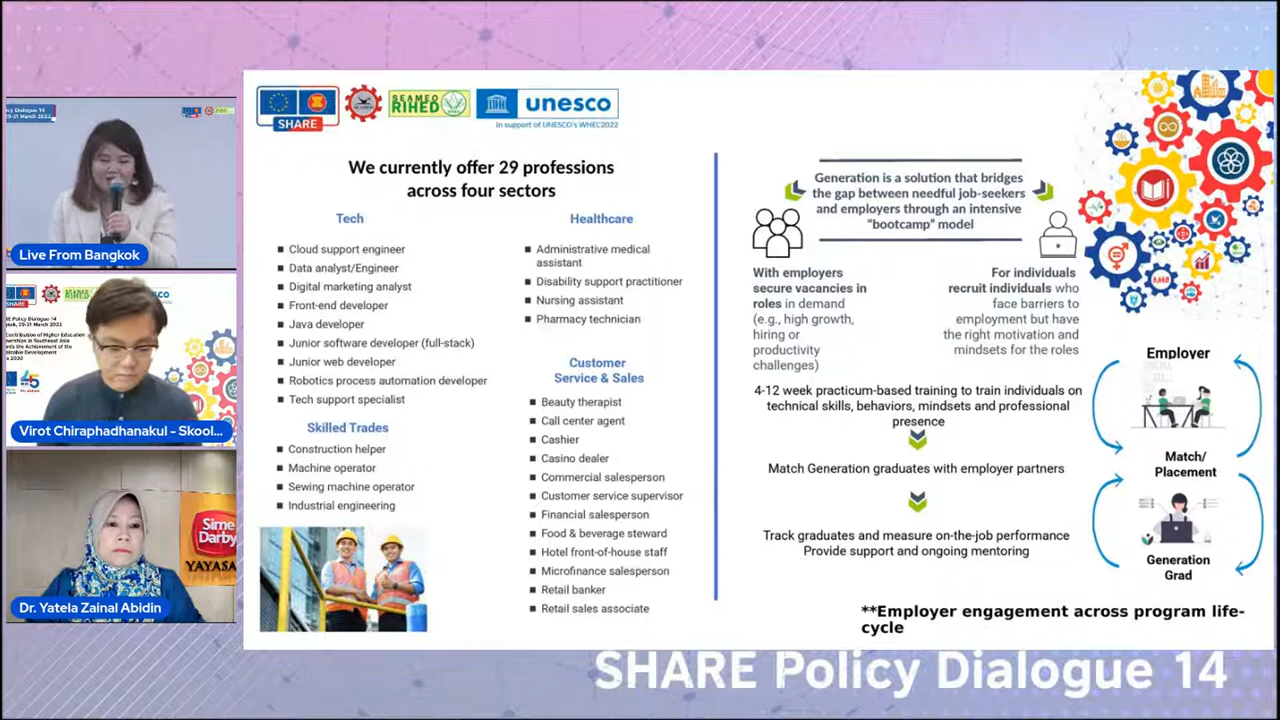 olicy Dialogue 14
29-31 March 2023
Live From Bangkok
SHARE
SEAMEO
RIHED
unesco
In support of UNESCO's WHEC2022
unesco
Virot Chiraphadhanakul - Skool...
Sime
Darby
YAYASA
Dr. Yatela Zainal Abidin
We currently offer 29 professions
across four sectors
Tech
Cloud support engineer
Data analyst/Engineer
Digital marketing analyst
Front-end developer
Java developer
Junior software developer (full-stack)
Junior web developer
Robotics process automation developer
Tech support specialist
Skilled Trades
Construction helper
Machine operator
Sewing machine operator
Industrial engineering
Healthcare
Administrative medical
assistant
Disability support practitioner
Nursing assistant
Pharmacy technician
Customer
Service & Sales
Beauty therapist
Call center agent
Cashier
Casino dealer
Commercial salesperson
Customer service supervisor
Financial salesperson
Food & beverage steward
Hotel front-of-house staff
Microfinance salesperson
Retail banker
Retail sales associate
Generation is a solution that bridges
the gap between needful job-seekers
and employers through an intensive
“bootcamp” model
With employers
secure vacancies in
roles in demand
(e.g., high growth,
hiring or
productivity
challenges)
For individuals
recruit individuals who
face barriers to
employment but have
the right motivation and
mindsets for the roles
4-12 week practicum-based training to train individuals on
technical skills, behaviors, mindsets and professional
presence
Match Generation graduates with employer partners
Track graduates and measure on-the-job performance
Provide support and ongoing mentoring
Employer
Match/
Placement
Generation
Grad
**Employer engagement across program life-
cycle
SHARE Policy Dialogue 14